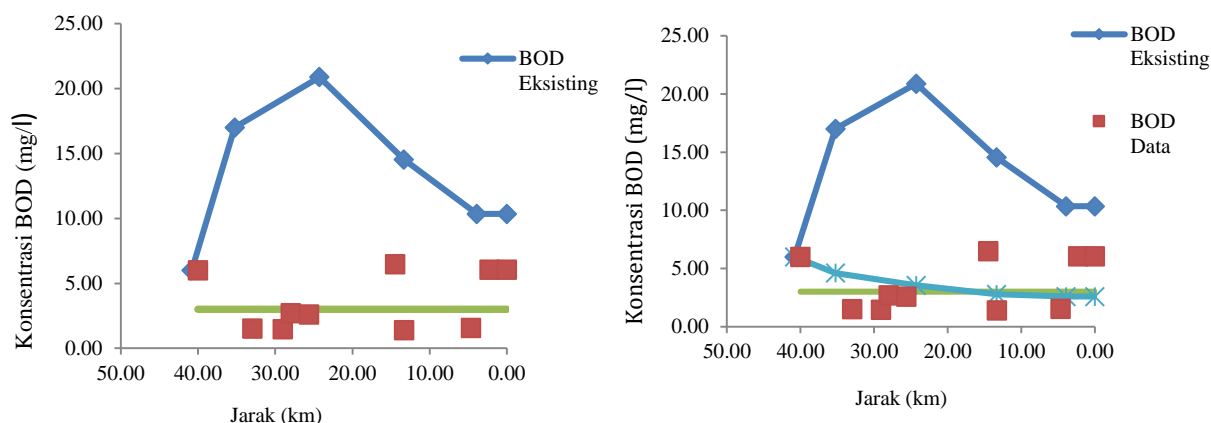 25.00
20.00
15.00
10.00
5.00
0.00
50.00 40.00 30.00 20.00 10.00 0.00
Konsentrasi BOD (mg/l)
Jarak (km)
BOD
Eksisting
25.00
20.00
15.00
10.00
5.00
0.00
50.00 40.00 30.00 20.00 10.00 0.00
Konsentrasi BOD (mg/l)
Jarak (km)
BOD
Eksisting
BOD
Data